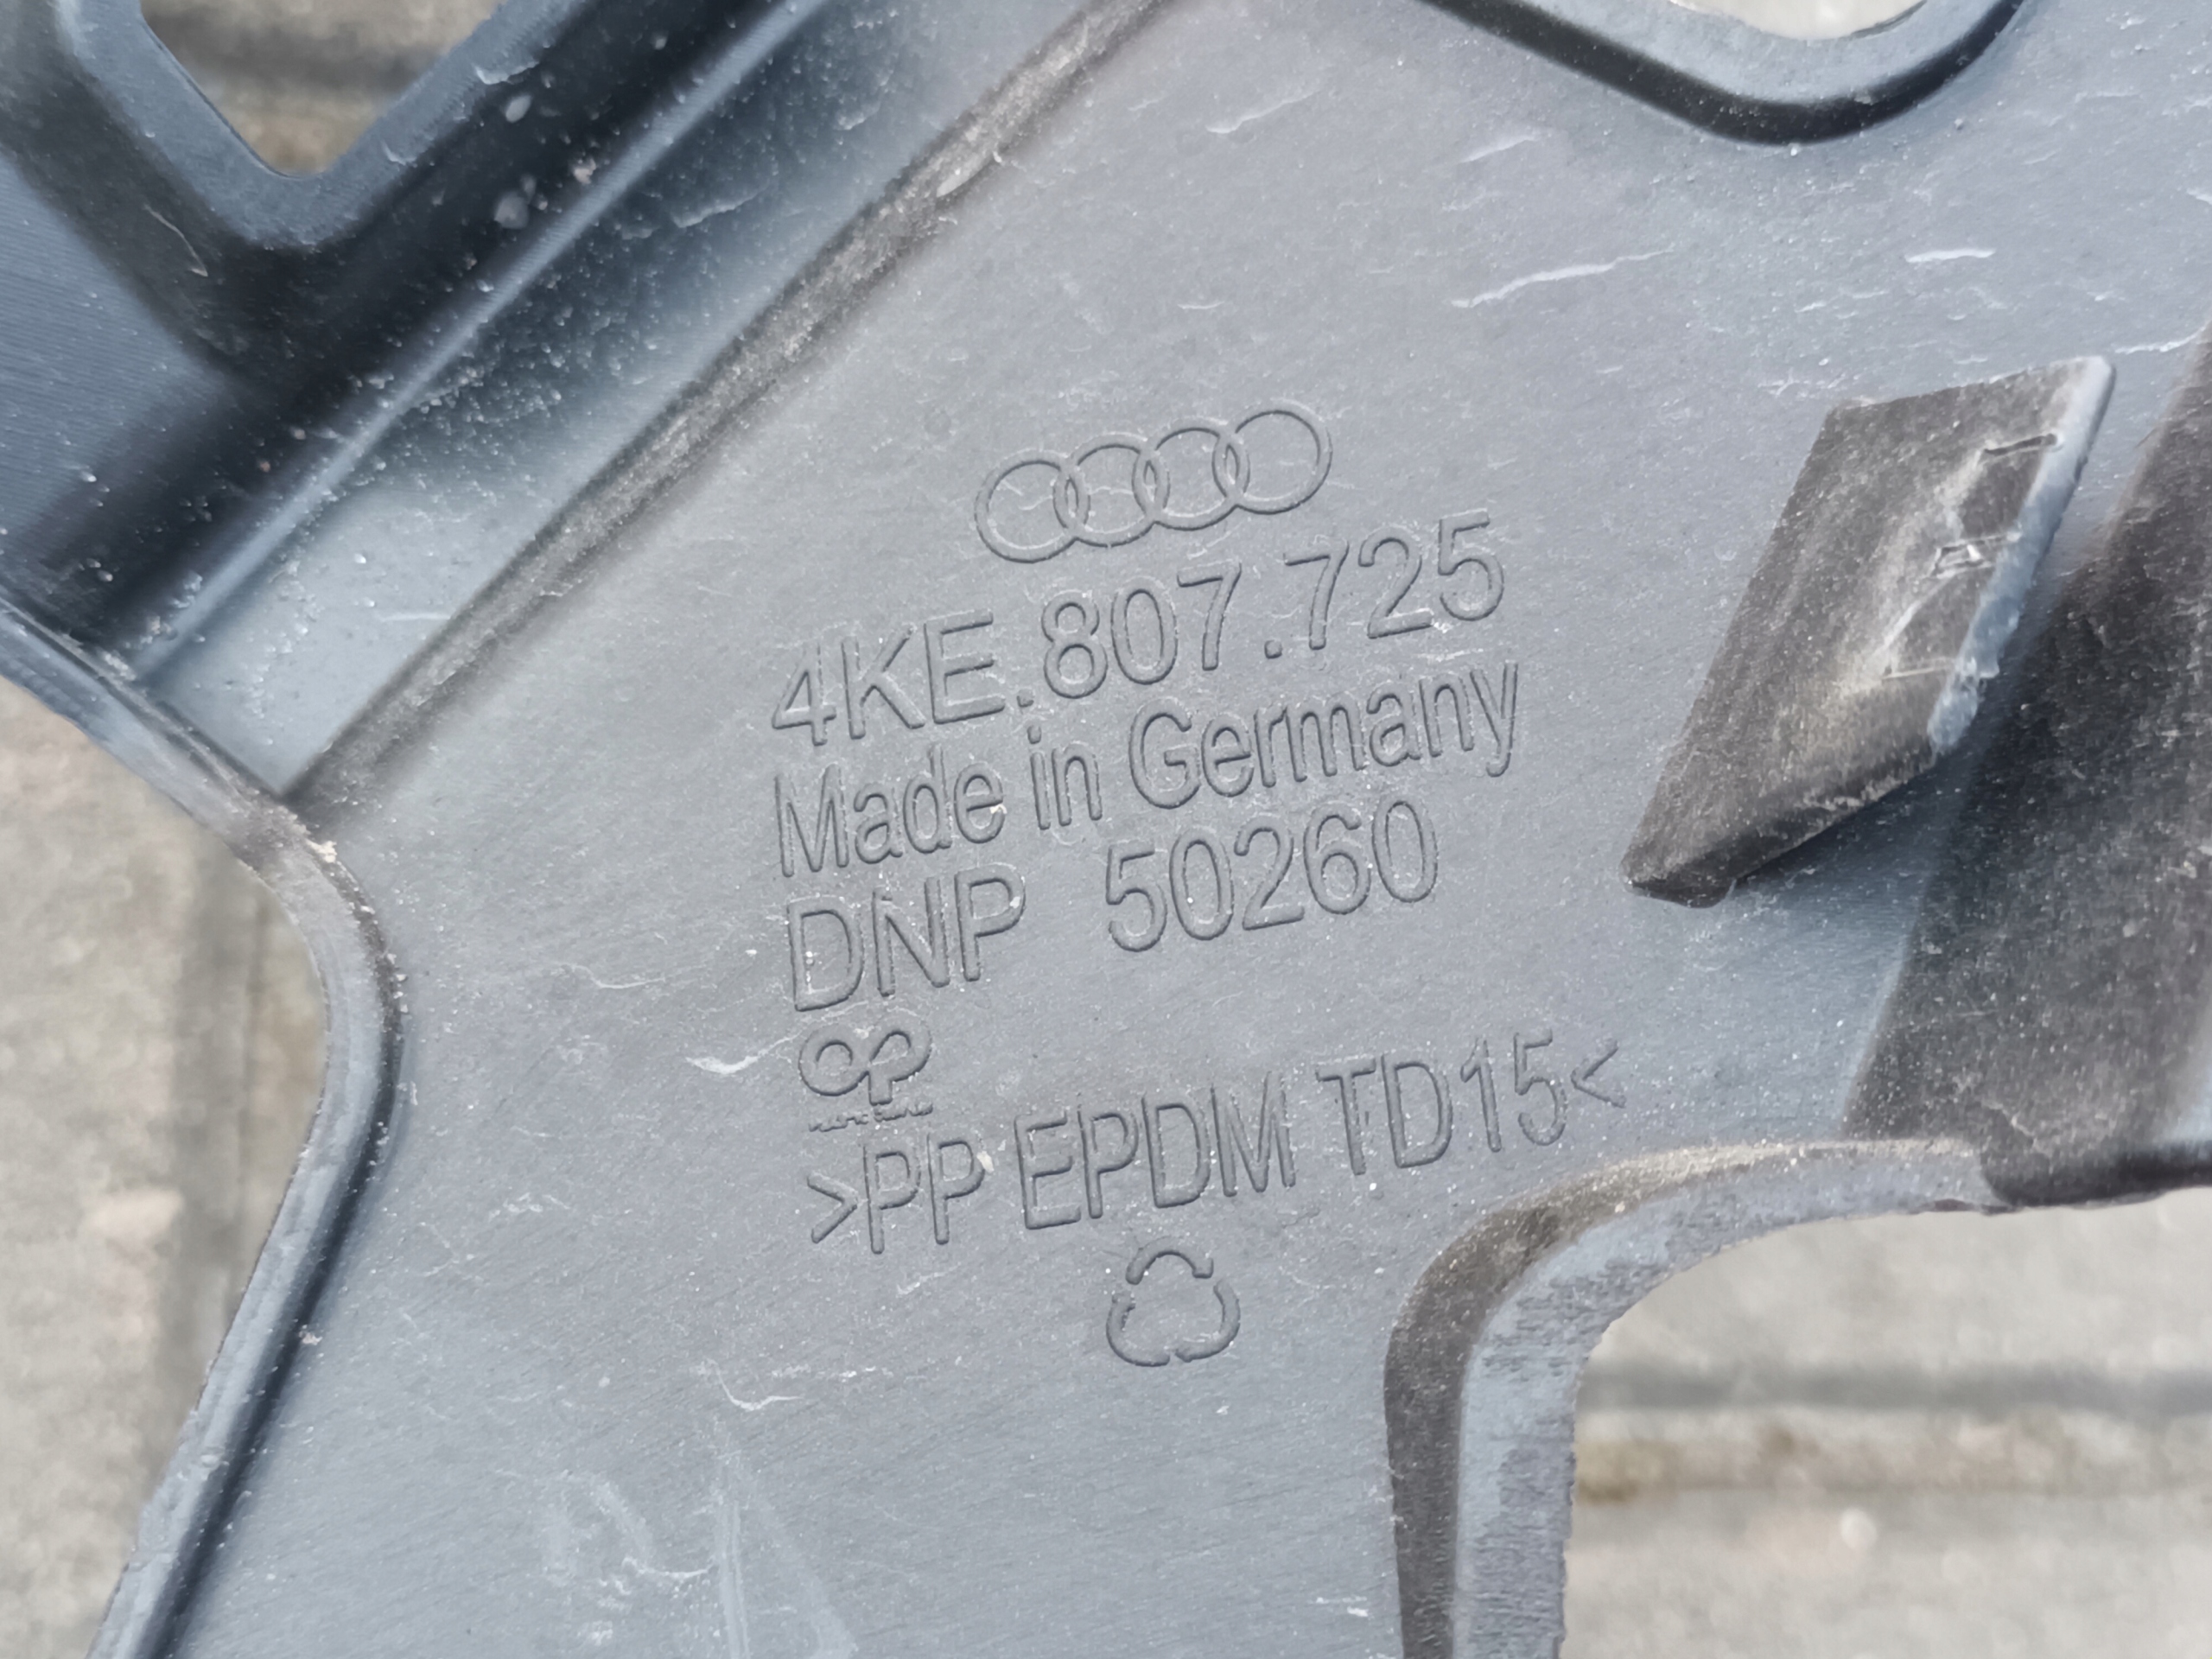 4KE.807.725
Made in Germany
DNP 50260
>PP EPDM TD15<